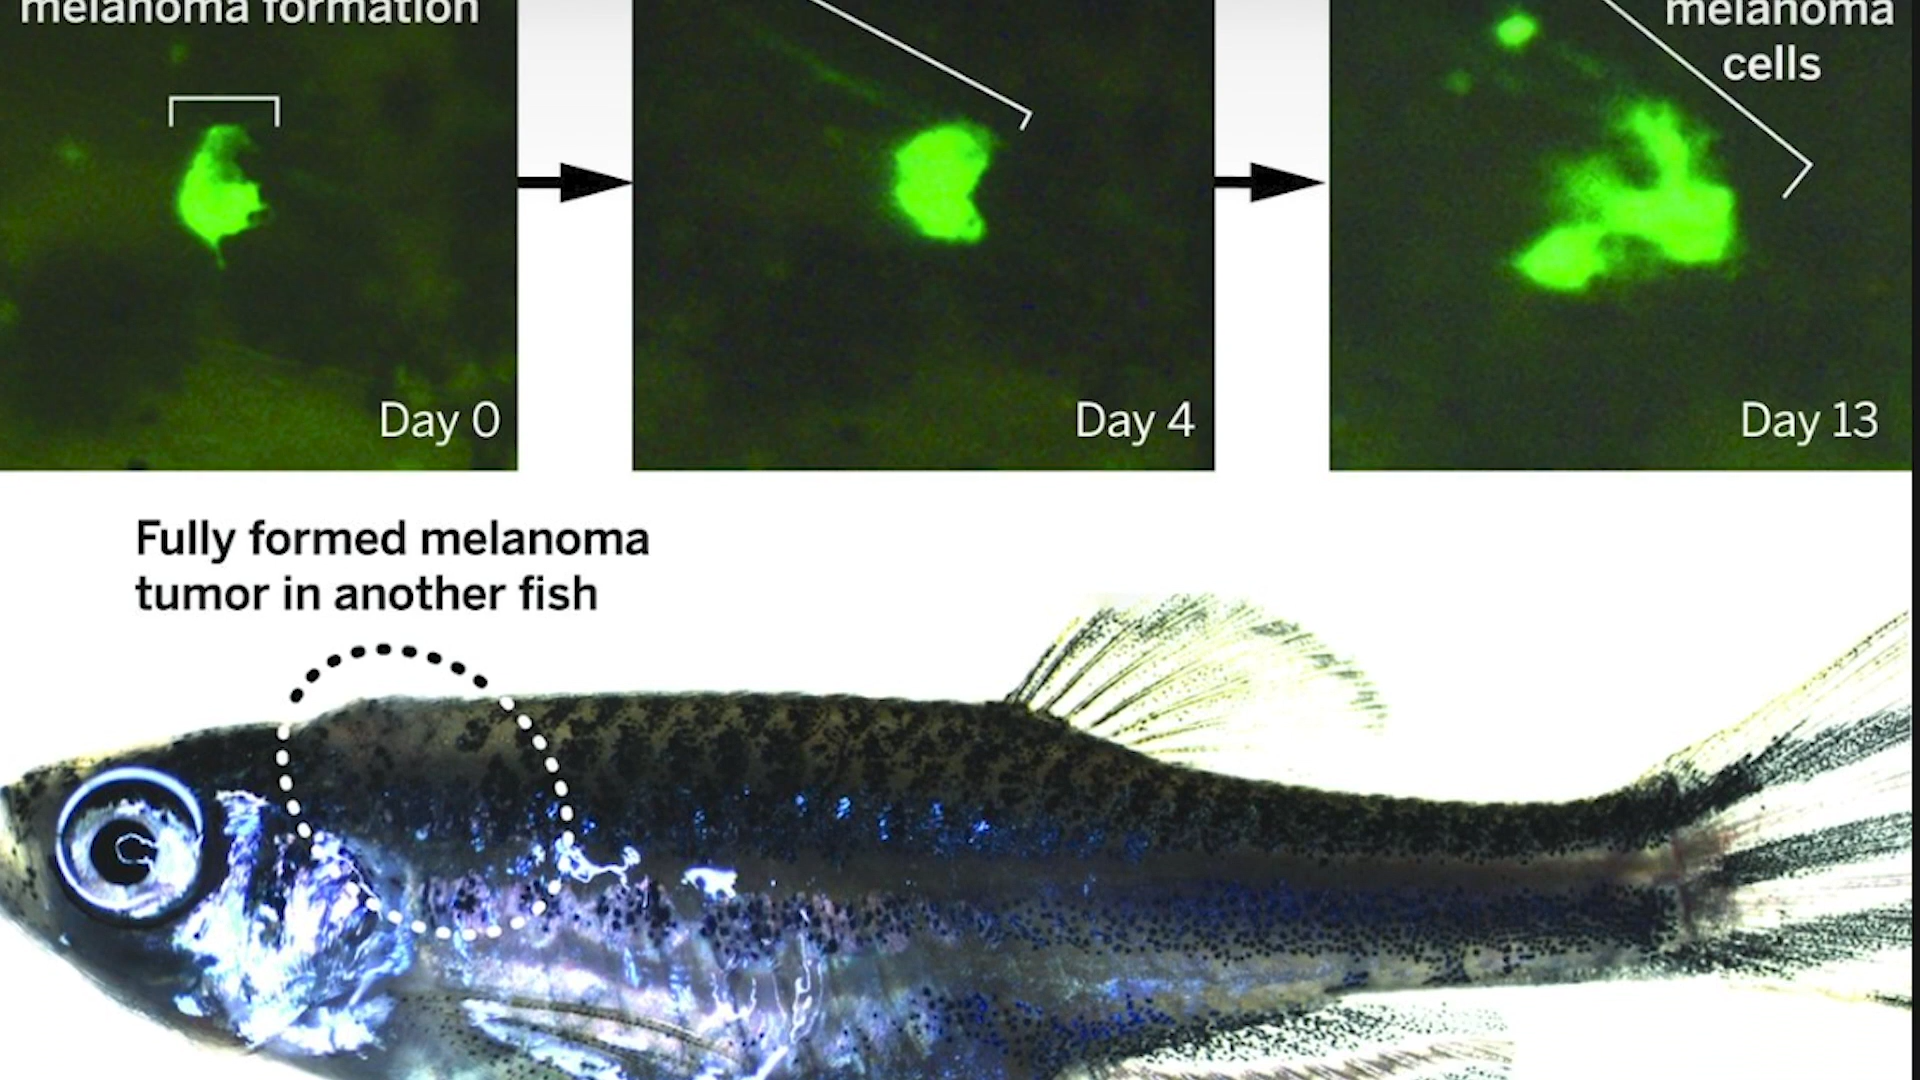 melanoma formation
melanoma
cells
Day 0
Day 4
Day 13
Fully formed melanoma
tumor in another fish